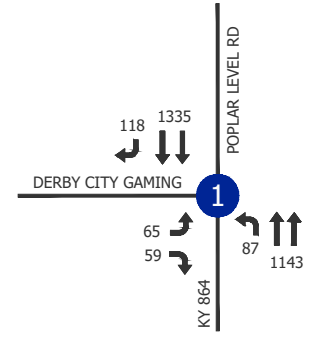 POPLAR LEVEL RD
118
1335
DERBY CITY GAMING
1
65
59
87
1143
KY 864